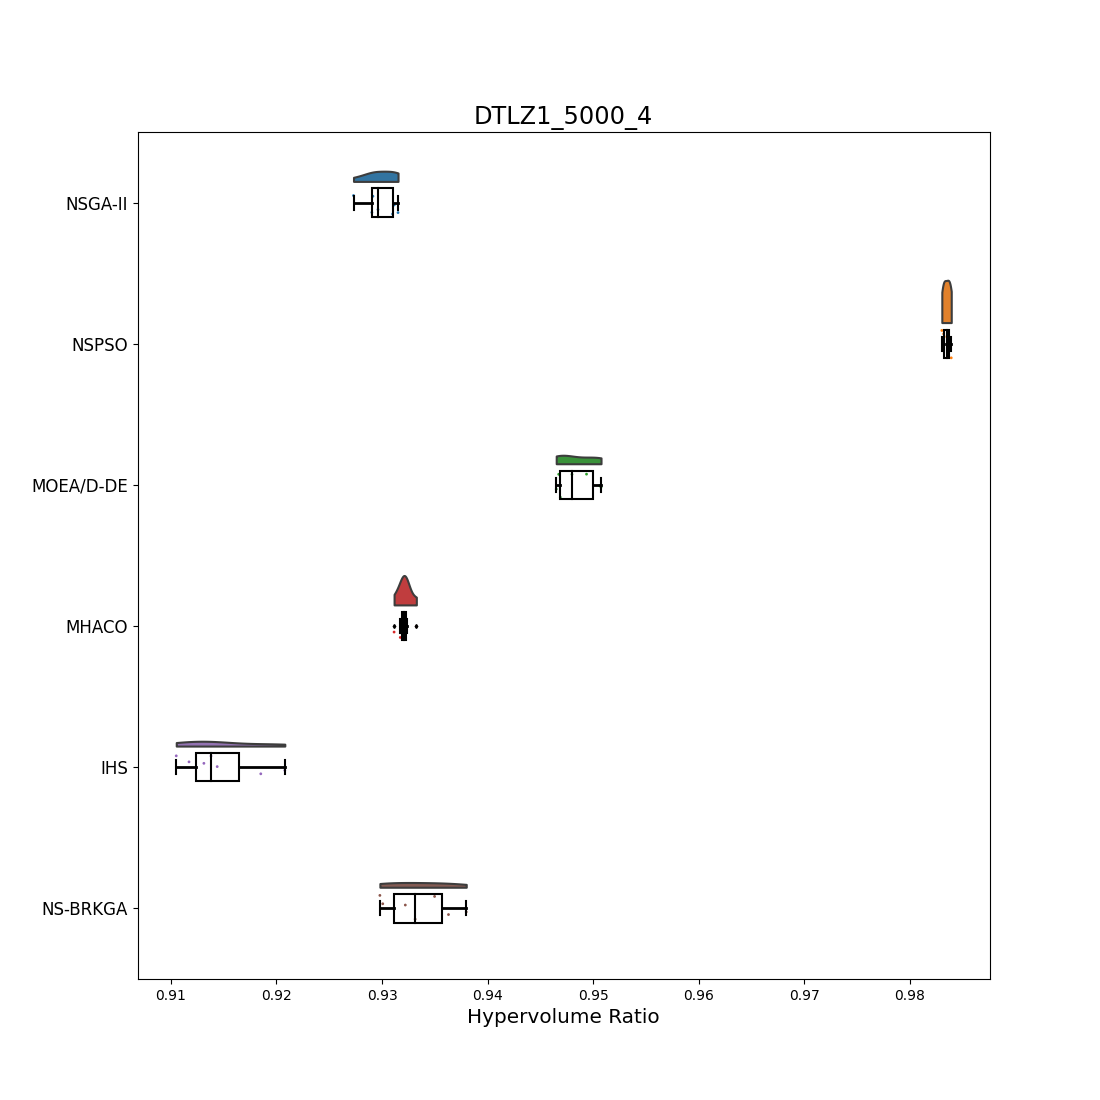 DTLZ1_5000_4
NSGA-II
NSPSO
MOEA/D-DE
MHACO
IHS
NS-BRKGA
0.91 0.92 0.93 0.94 0.95 0.96 0.97 0.98
Hypervolume Ratio